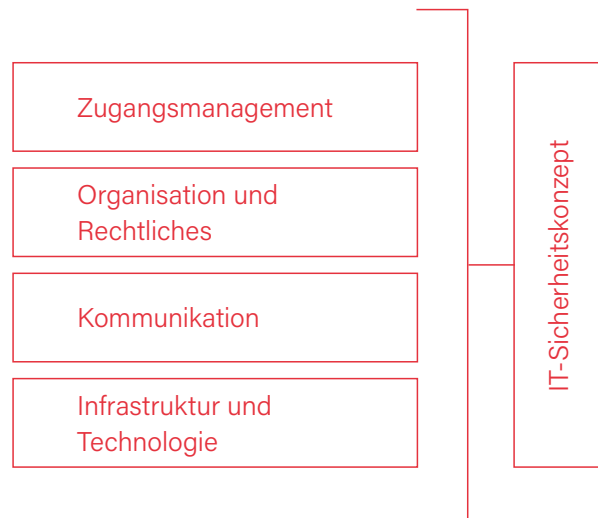 Zugangsmanagement
Organisation und
Rechtliches
Kommunikation
Infrastruktur und
Technologie
IT-Sicherheitskonzept